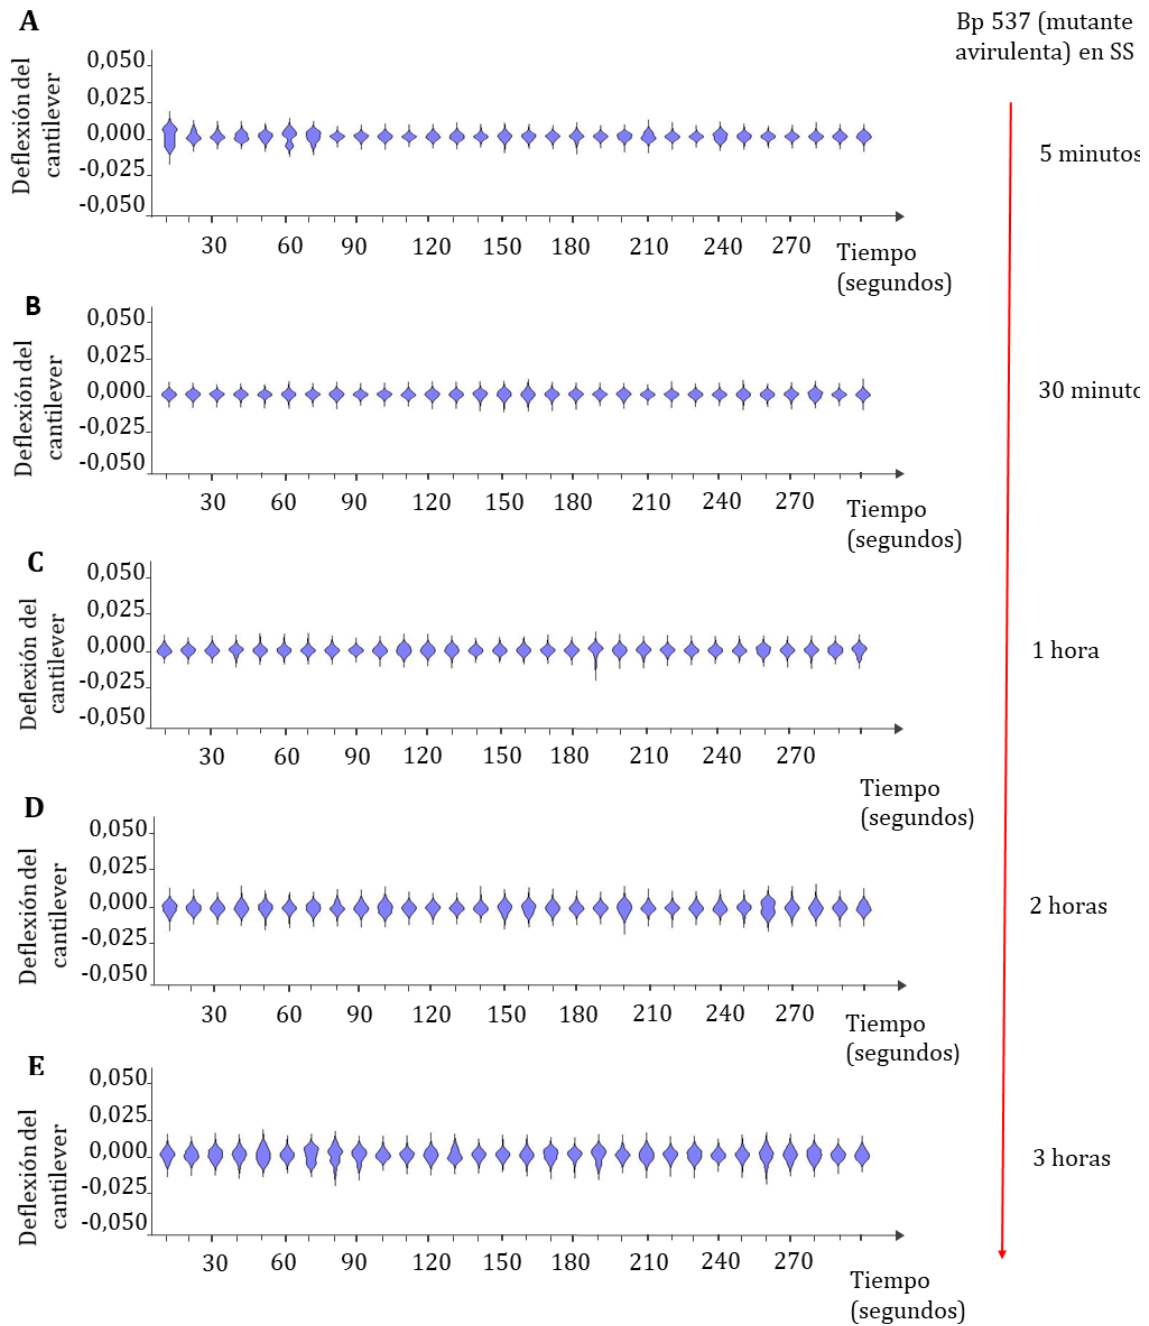 A
Bp 537 (mutante
avirulenta) en SS
Deflexión del
cantilever
0,050
0,025
0,000
-0,025
-0,050
30 60 90 120 150 180 210 240 270
Tiempo
(segundos)
5 minutos
B
Deflexión del
cantilever
0,050
0,025
0,000
-0,025
-0,050
30 60 90 120 150 180 210 240 270
Tiempo
(segundos)
30 minuto
C
Deflexión del
cantilever
0,050
0,025
0,000
-0,025
-0,050
30 60 90 120 150 180 210 240 270
Tiempo
(segundos)
1 hora
D
Deflexión del
cantilever
0,050
0,025
0,000
-0,025
-0,050
30 60 90 120 150 180 210 240 270
Tiempo
(segundos)
2 horas
E
Deflexión del
cantilever
0,050
0,025
0,000
-0,025
-0,050
30 60 90 120 150 180 210 240 270
Tiempo
(segundos)
3 horas